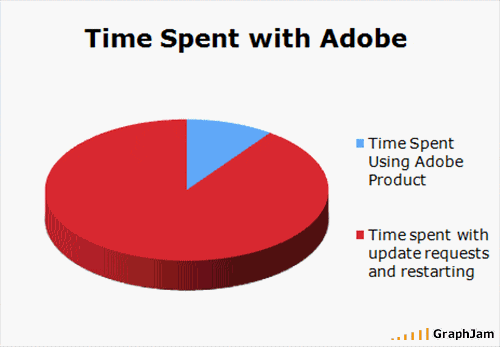 Time Spent with Adobe
Time Spent
Using Adobe
Product
Time spent with
update requests
and restarting
GraphJam